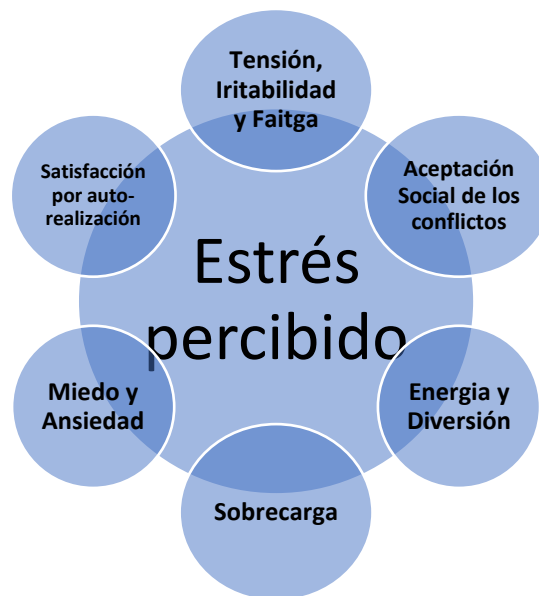 Tensión,
Iritabilidad
y Faitga
Aceptación
Social de los
conflictos
Energia y
Diversión
Sobrecarga
Miedo y
Ansiedad
Satisfacción
por auto-
realización
Estrés
percibido